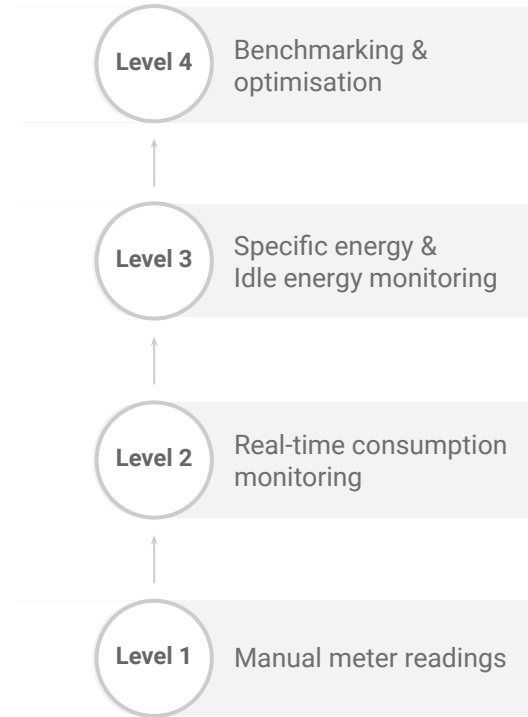 Level 4
Benchmarking &
optimisation
Level 3
Specific energy &
Idle energy monitoring
Level 2
Real-time consumption
monitoring
Level 1
Manual meter readings